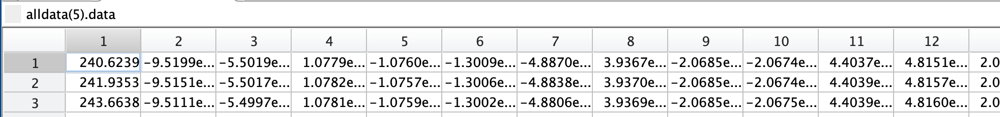 alldata(5).data
1 2 3 4 5 6 7 8 9 10 11 12
1 240.6239 -9.5199e... -5.5019e... 1.0779e... -1.0760e... -1.3009e... -4.8870e... 3.9367e... -2.0685e... -2.0674e... 4.4037e... 4.8151e... 2.0
2 241.9353 -9.5151e... -5.5017e... 1.0782e... -1.0757e... -1.3006e... -4.8838e... 3.9370e... -2.0685e... -2.0674e... 4.4039e... 4.8157e... 2.0
3 243.6638 -9.5111e... -5.4997e... 1.0781e... -1.0759e... -1.3002e... -4.8806e... 3.9369e... -2.0685e... -2.0675e... 4.4039e... 4.8160e... 2.0